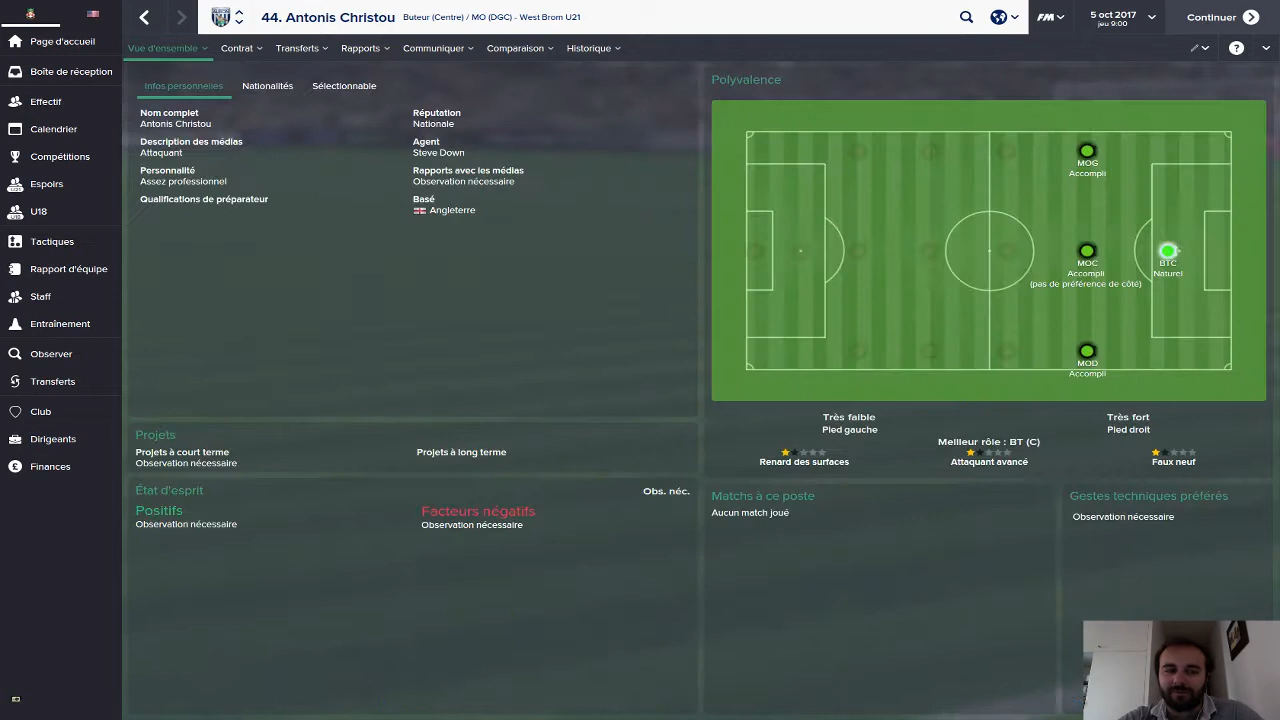 44. Antonis Christou
Buteur (Centre) / MO (DGC) - West Brom U21
FM
5 oct 2017
jeu 9:00
Continuer
Page d'accueil
Boîte de réception
Effectif
Calendrier
Compétitions
Espoirs
U18
Tactiques
Rapport d'équipe
Staff
Entraînement
Observer
Transferts
Club
Dirigeants
Finances
Vue d'ensemble
Contrat
Transferts
Rapports
Communiquer
Comparaison
Historique
?
Infos personnelles
Nationalités
Sélectionnable
Nom complet
Antonis Christou
Description des médias
Attaquant
Personnalité
Assez professionnel
Qualifications de préparateur
Réputation
Nationale
Agent
Steve Down
Rapports avec les médias
Observation nécessaire
Basé
Angleterre
Projets
Projets à court terme
Observation nécessaire
Projets à long terme
État d'esprit
Obs. néc.
Positifs
Observation nécessaire
Facteurs négatifs
Observation nécessaire
Polyvalence
MOG
Accompli
MOC
Accompli
(pas de préférence de côté)
BTC
Naturel
MOD
Accompli
Très faible
Pied gauche
Très fort
Pied droit
Meilleur rôle : BT (C)
Renard des surfaces
Attaquant avancé
Faux neuf
Matchs à ce poste
Aucun match joué
Gestes techniques préférés
Observation nécessaire